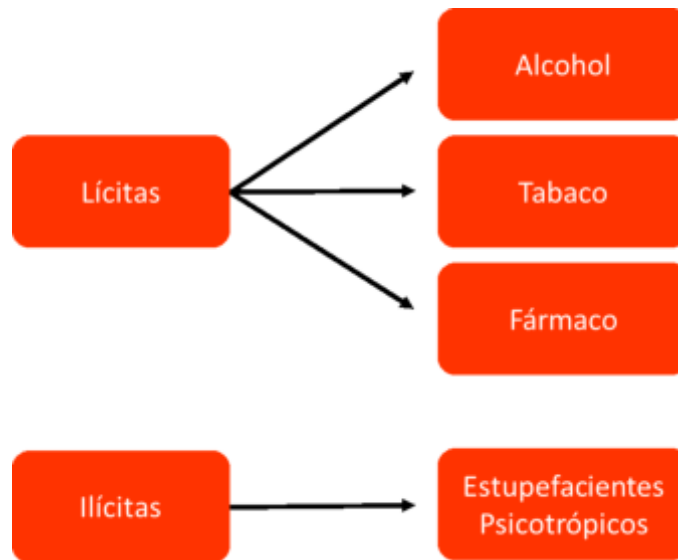 Lícitas
Alcohol
Tabaco
Fármaco
Ilícitas
Estupefacientes
Psicotrópicos